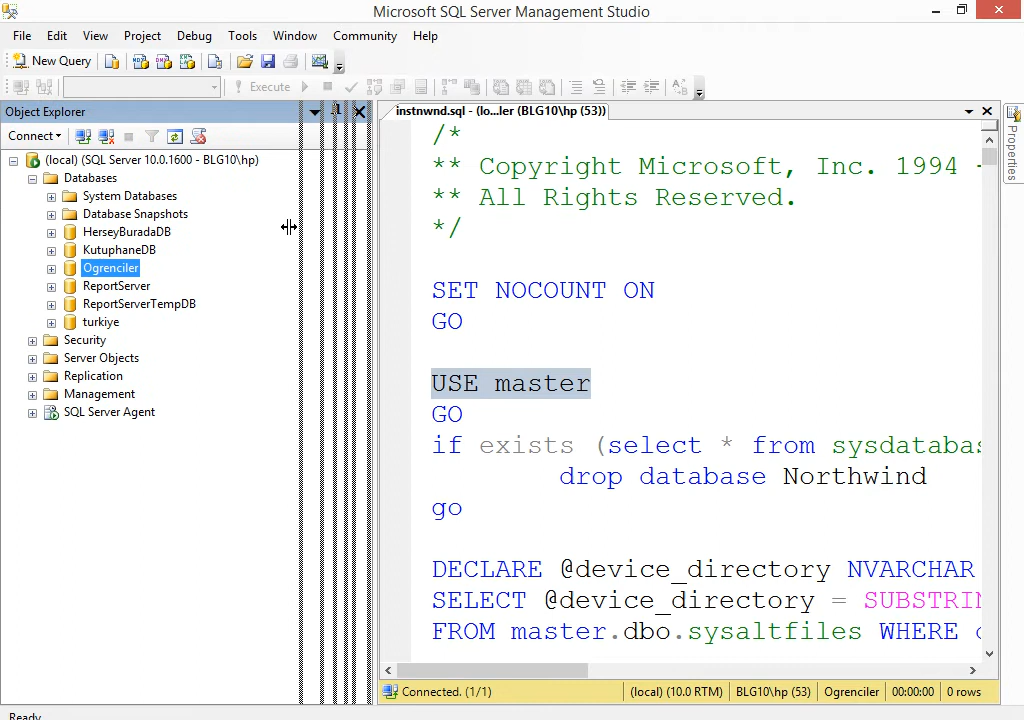 Microsoft SQL Server Management Studio
File Edit View Project Debug Tools Window Community Help
New Query
Execute
Object Explorer
Connect
(local) (SQL Server 10.0.1600 - BLG10\hp)
Databases
System Databases
Database Snapshots
HerseyBuradaDB
KutuphaneDB
Ogrenciler
ReportServer
ReportServerTempDB
turkiye
Security
Server Objects
Replication
Management
SQL Server Agent
instnwnd.sql - (lo...ler (BLG10\hp (53))
/*
** Copyright Microsoft, Inc. 1994 -
** All Rights Reserved.
*/
SET NOCOUNT ON
GO
USE master
GO
if exists (select * from sysdatabas
drop database Northwind
go
DECLARE @device_directory NVARCHAR
SELECT @device_directory = SUBSTRIN
FROM master.dbo.sysaltfiles WHERE
Properties
Connected. (1/1) (local) (10.0 RTM) BLG10\hp (53) Ogrenciler 00:00:00 0 rows
Ready